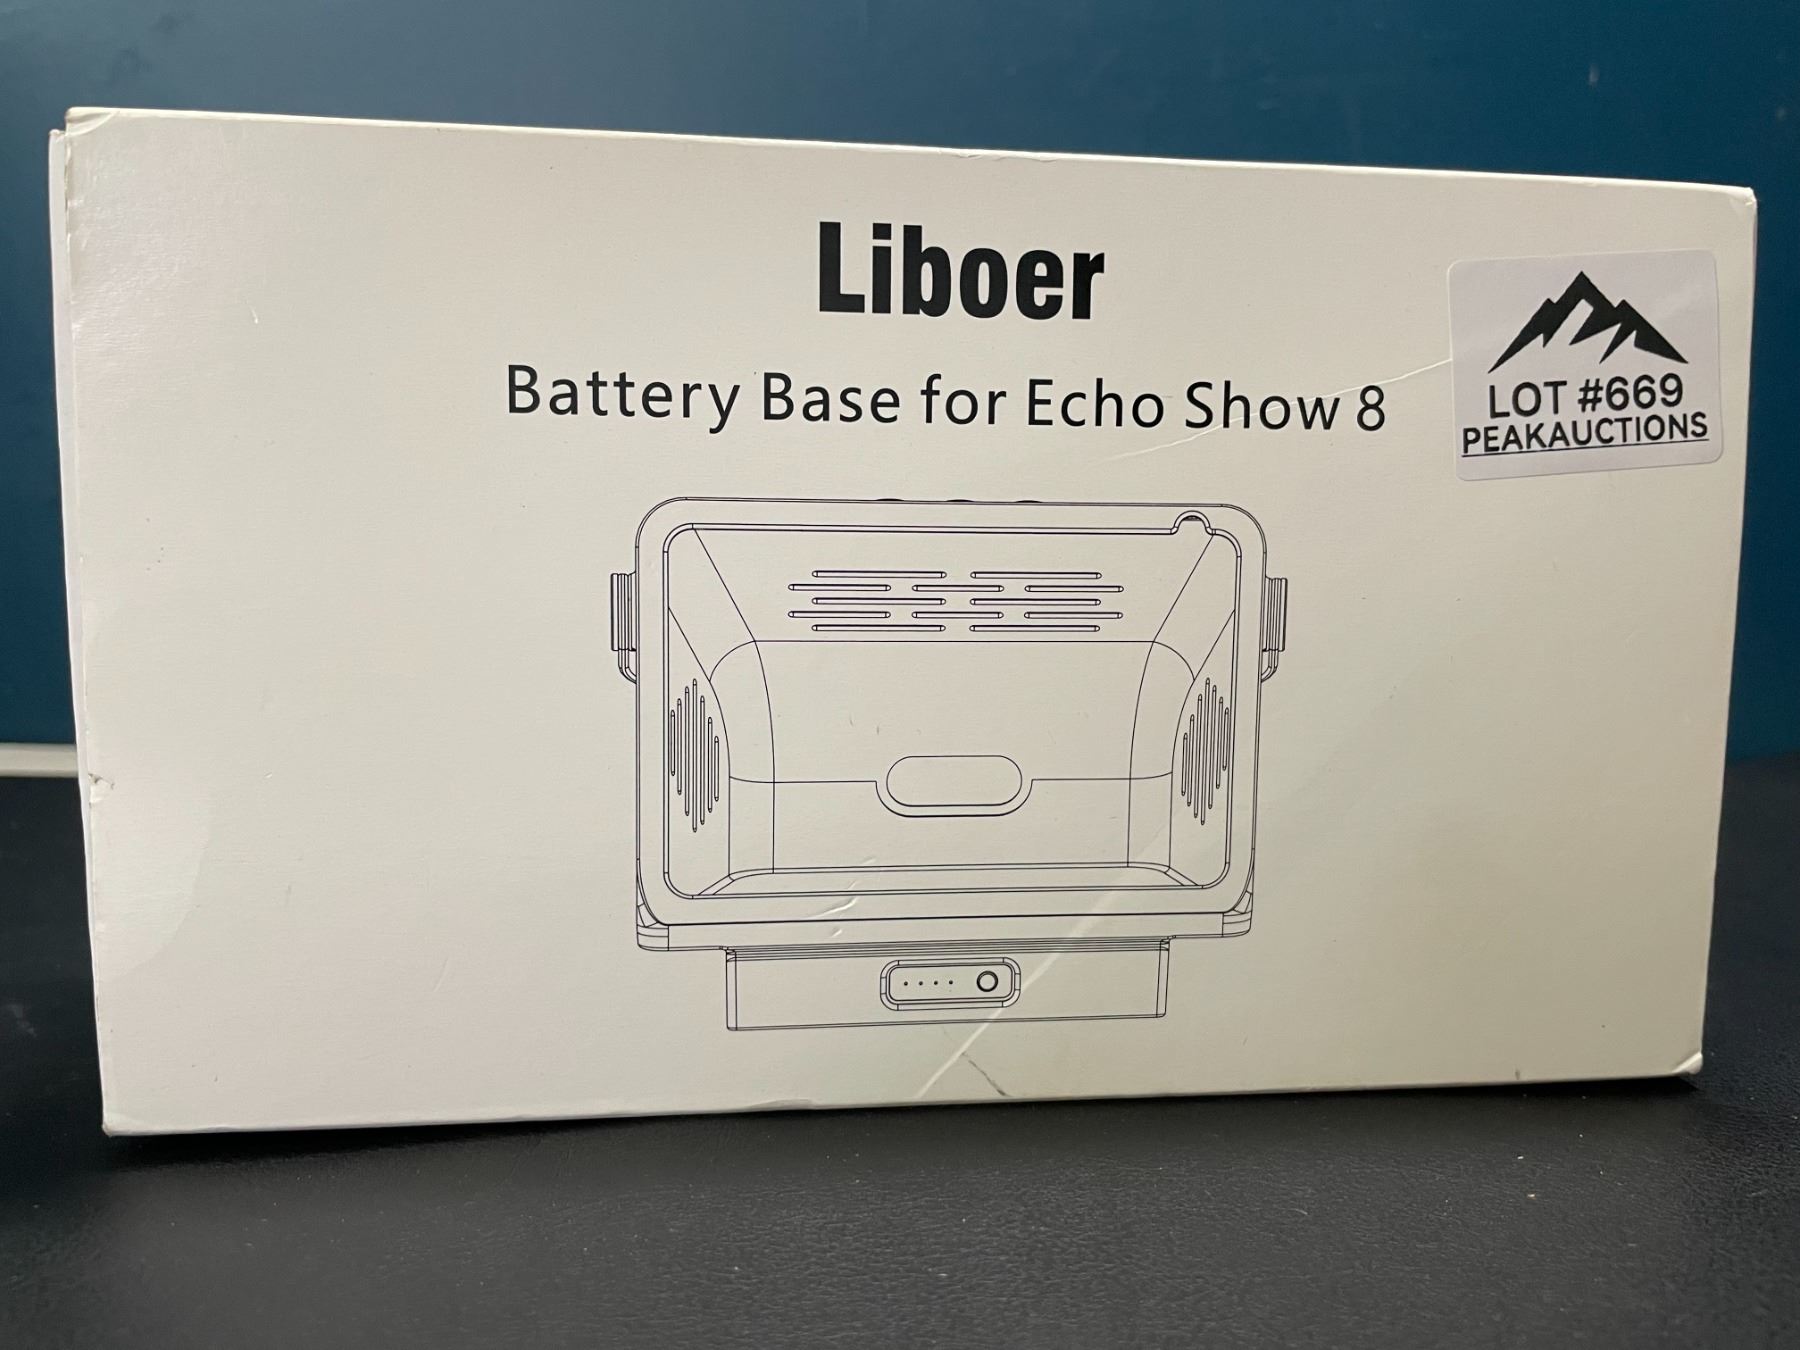 Liboer
Battery Base for Echo Show 8
LOT #669
PEAKAUCTIONS